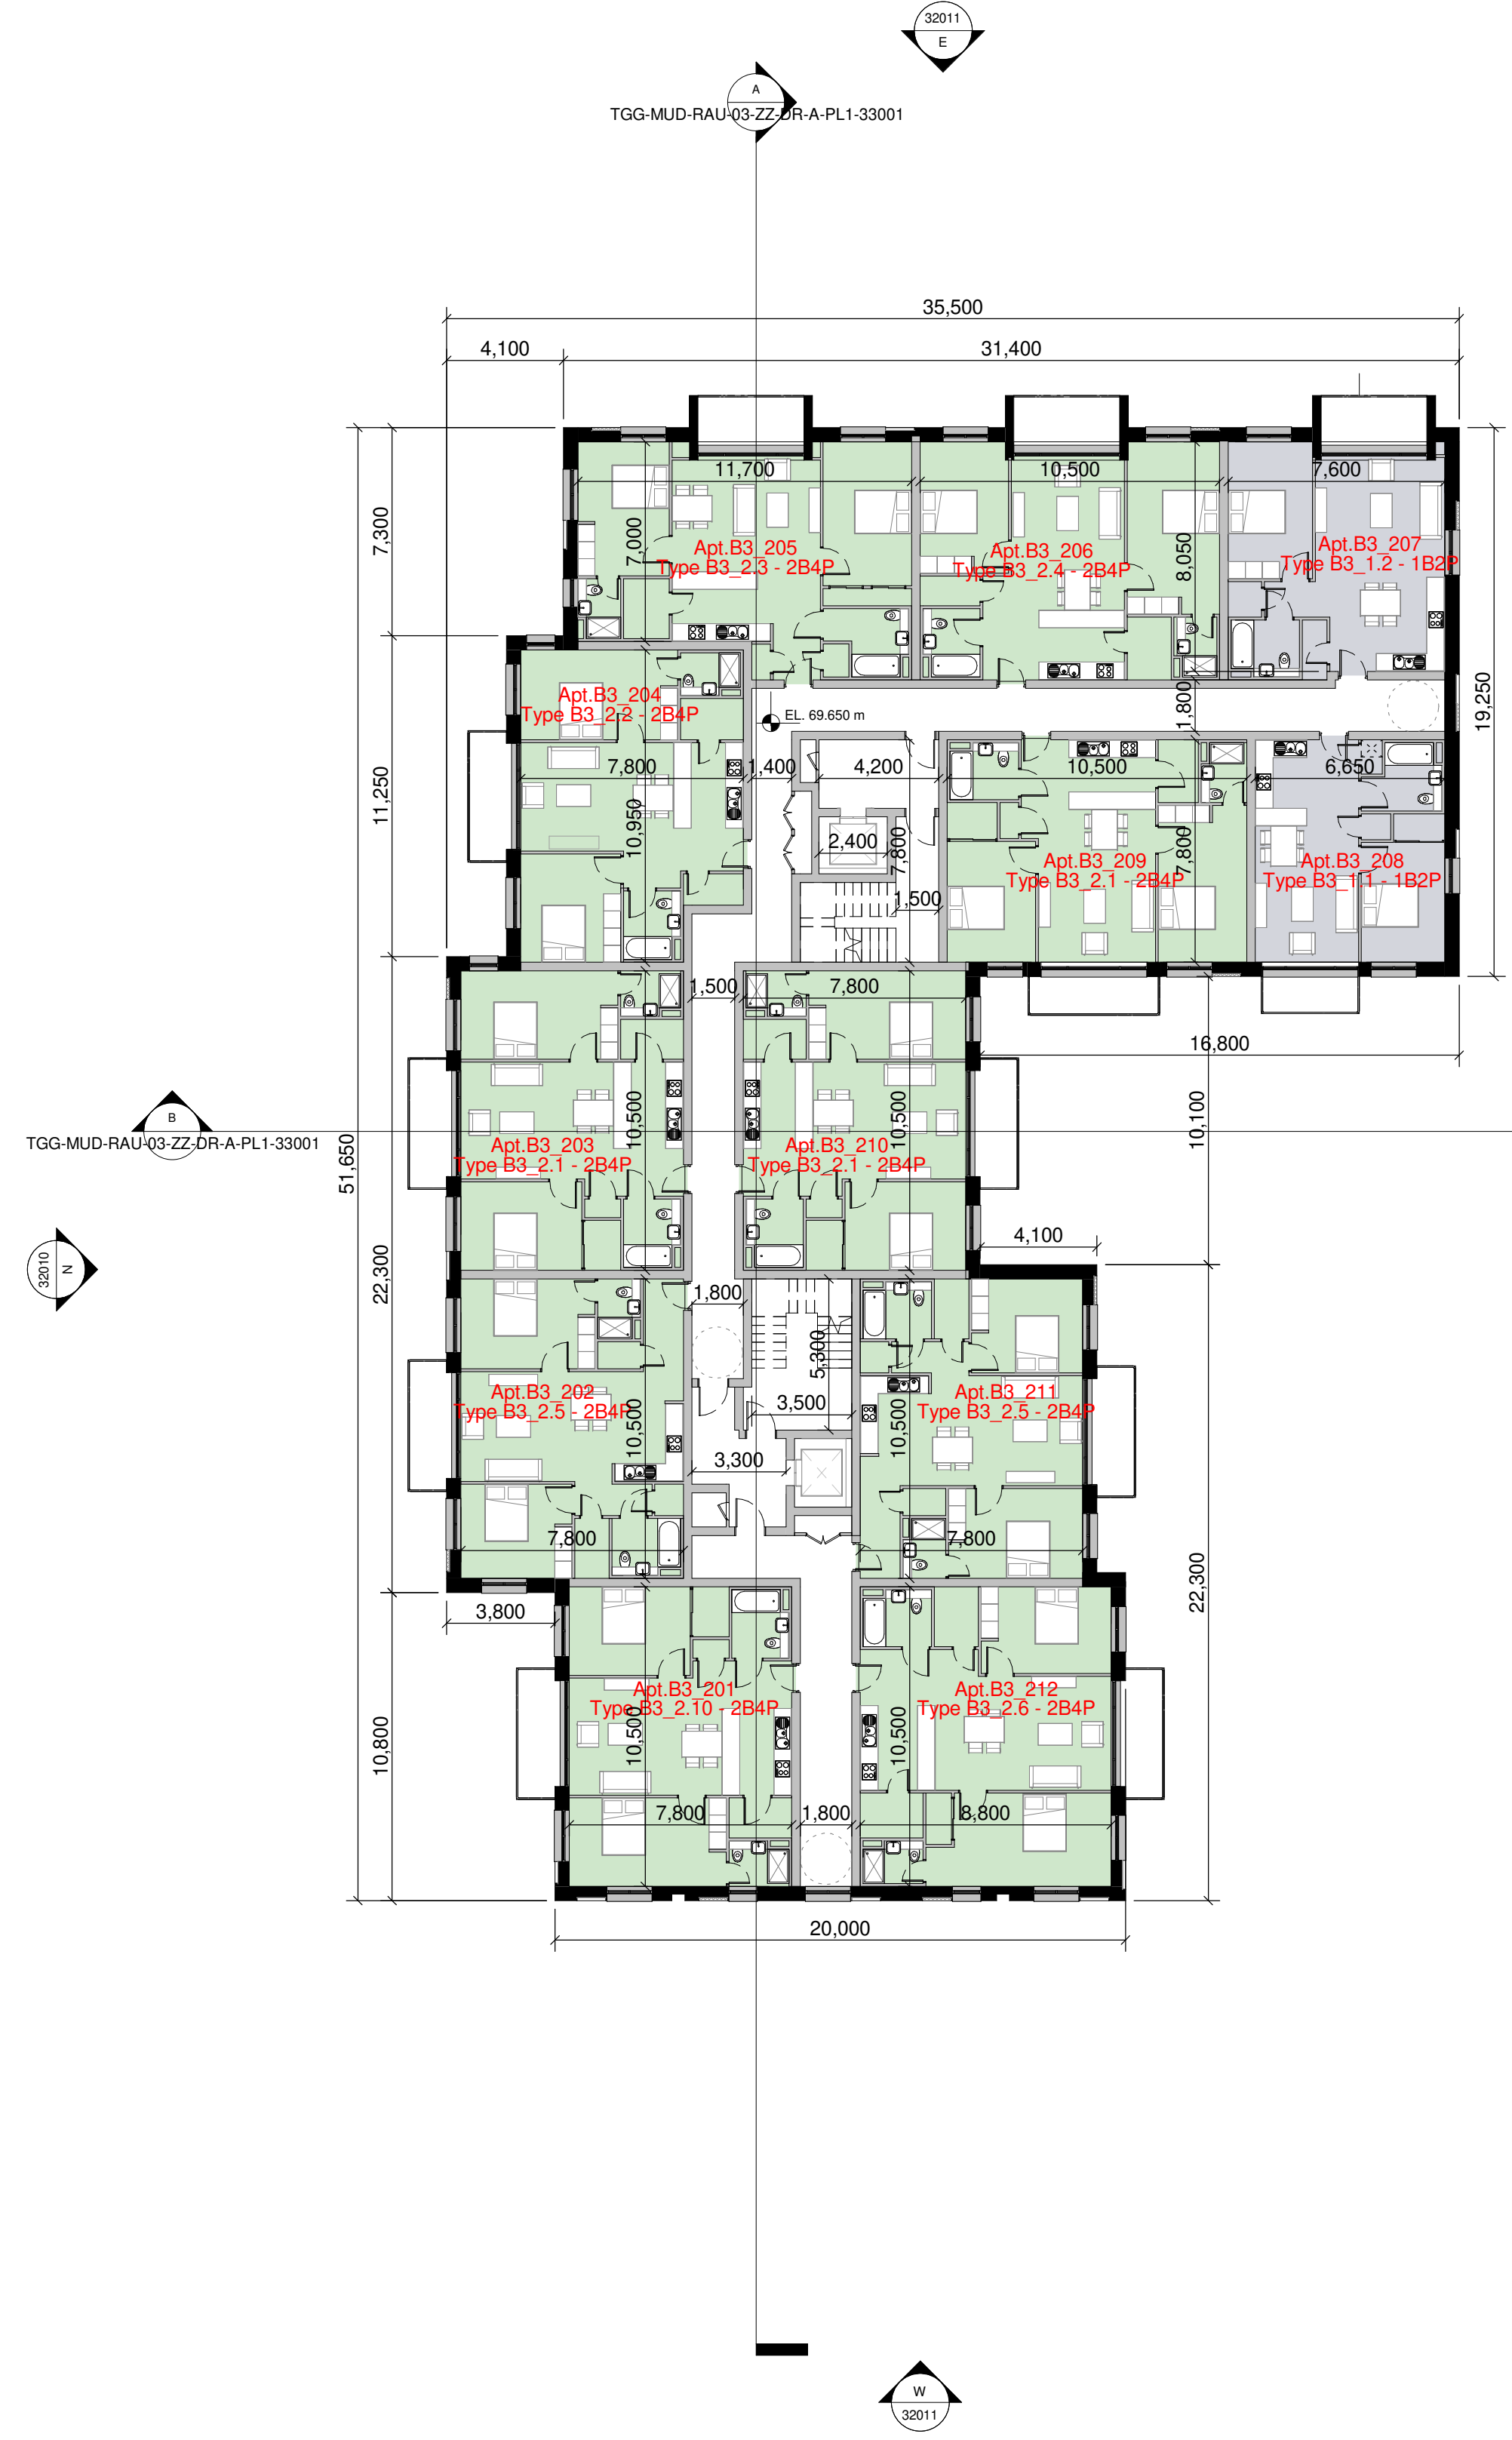 32011
E
A
TGG-MUD-RAU-03-ZZ-DR-A-PL1-33001
35,500
4,100
31,400
7,300
11,700
10,500
7,600
7,000
8,050
Apt.B3_205
Type B3_2.3 - 2B4P
Apt.B3_206
Type B3_2.4 - 2B4P
Apt.B3_207
Type B3_1.2 - 1B2P
19,250
Apt.B3_204
Type B3_2.2 - 2B4P
EL. 69.650 m
1,800
11,250
7,800
1,400
4,200
10,500
6,650
10,950
2,400
7,800
7,800
Apt.B3_209
Type B3_2.1 - 2B4P
Apt.B3_208
Type B3_1.1 - 1B2P
1,500
1,500
7,800
16,800
B
TGG-MUD-RAU-03-ZZ-DR-A-PL1-33001
51,650
10,500
10,500
10,100
Apt.B3_203
Type B3_2.1 - 2B4P
Apt.B3_210
Type B3_2.1 - 2B4P
32010
N
22,300
4,100
1,800
5,300
Apt.B3_202
Type B3_2.5 - 2B4P
10,500
3,500
10,500
Apt.B3_211
Type B3_2.5 - 2B4P
3,300
7,800
7,800
22,300
3,800
Apt.B3_201
Type B3_2.10 - 2B4P
Apt.B3_212
Type B3_2.6 - 2B4P
10,800
10,500
10,500
7,800
1,800
8,800
20,000
W
32011